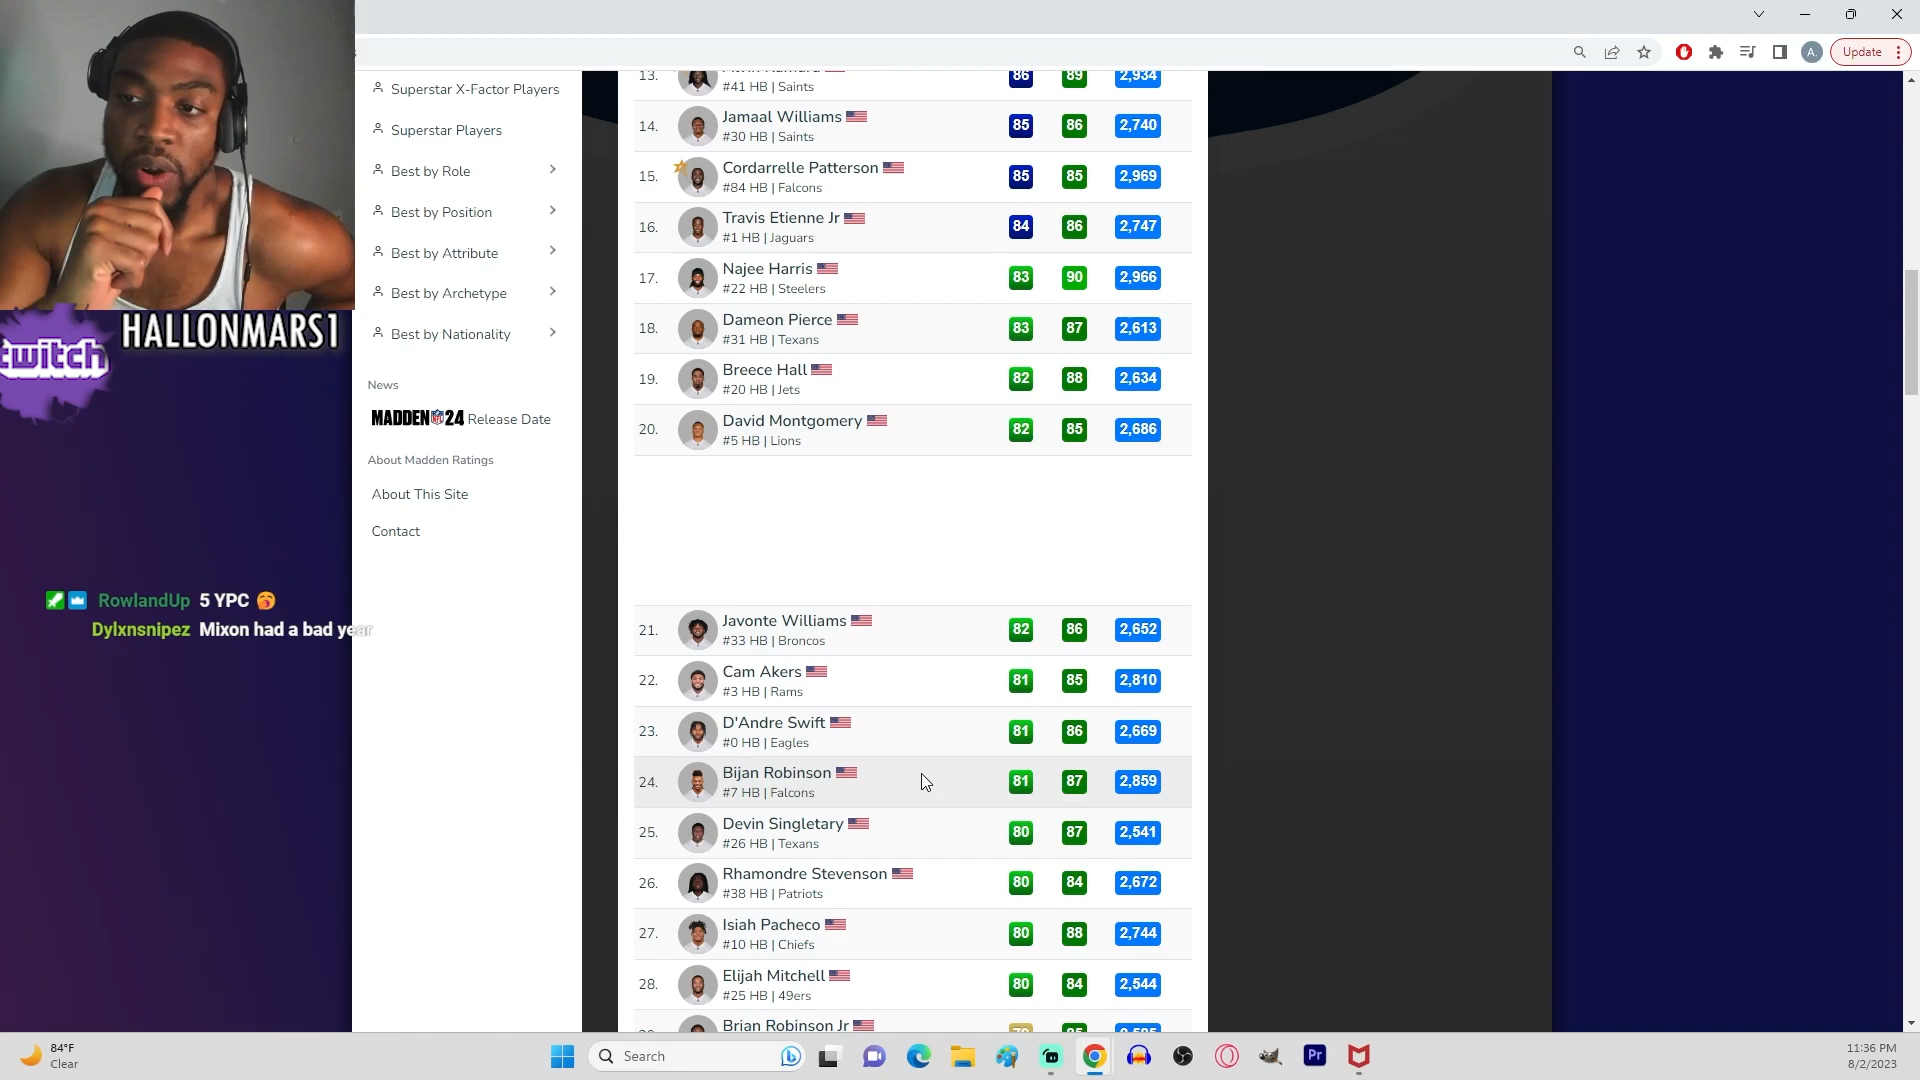 Update
A.
Superstar X-Factor Players
Superstar Players
Best by Role
Best by Position
Best by Attribute
Best by Archetype
Best by Nationality
News
MADDEN NFL 24 Release Date
About Madden Ratings
About This Site
Contact
twitch HALLONMARS1
RowlandUp 5 YPC 🥱
Dylxnsnipez Mixon had a bad year
13. 86 89 2,934
#41 HB | Saints
14. Jamaal Williams 85 86 2,740
#30 HB | Saints
15. Cordarrelle Patterson 85 85 2,969
#84 HB | Falcons
16. Travis Etienne Jr 84 86 2,747
#1 HB | Jaguars
17. Najee Harris 83 90 2,966
#22 HB | Steelers
18. Dameon Pierce 83 87 2,613
#31 HB | Texans
19. Breece Hall 82 88 2,634
#20 HB | Jets
20. David Montgomery 82 85 2,686
#5 HB | Lions
21. Javonte Williams 82 86 2,652
#33 HB | Broncos
22. Cam Akers 81 85 2,810
#3 HB | Rams
23. D'Andre Swift 81 86 2,669
#0 HB | Eagles
24. Bijan Robinson 81 87 2,859
#7 HB | Falcons
25. Devin Singletary 80 87 2,541
#26 HB | Texans
26. Rhamondre Stevenson 80 84 2,672
#38 HB | Patriots
27. Isiah Pacheco 80 88 2,744
#10 HB | Chiefs
28. Elijah Mitchell 80 84 2,544
#25 HB | 49ers
Brian Robinson Jr
84°F
Clear
Search
Pr
11:36 PM
8/2/2023